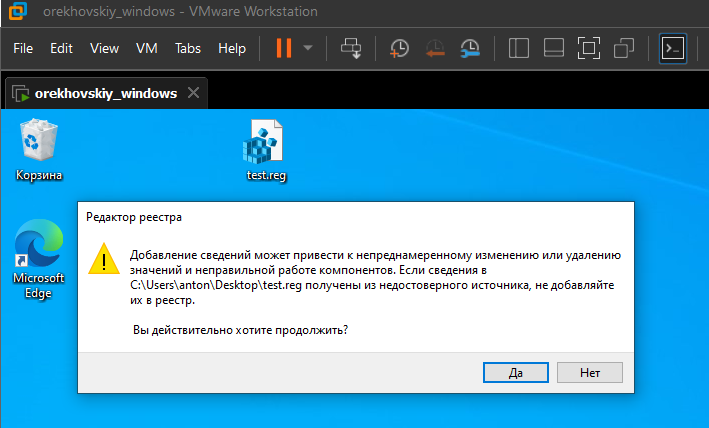 orekhovskiy_windows - VMware Workstation
File Edit View VM Tabs Help
orekhovskiy_windows
Корзина
test.reg
Microsoft
Edge
Редактор реестра
Добавление сведений может привести к непреднамеренному изменению или удалению
значений и неправильной работе компонентов. Если сведения в
C:\Users\anton\Desktop\test.reg получены из недостоверного источника, не добавляйте
их в реестр.
Вы действительно хотите продолжить?
Да Нет